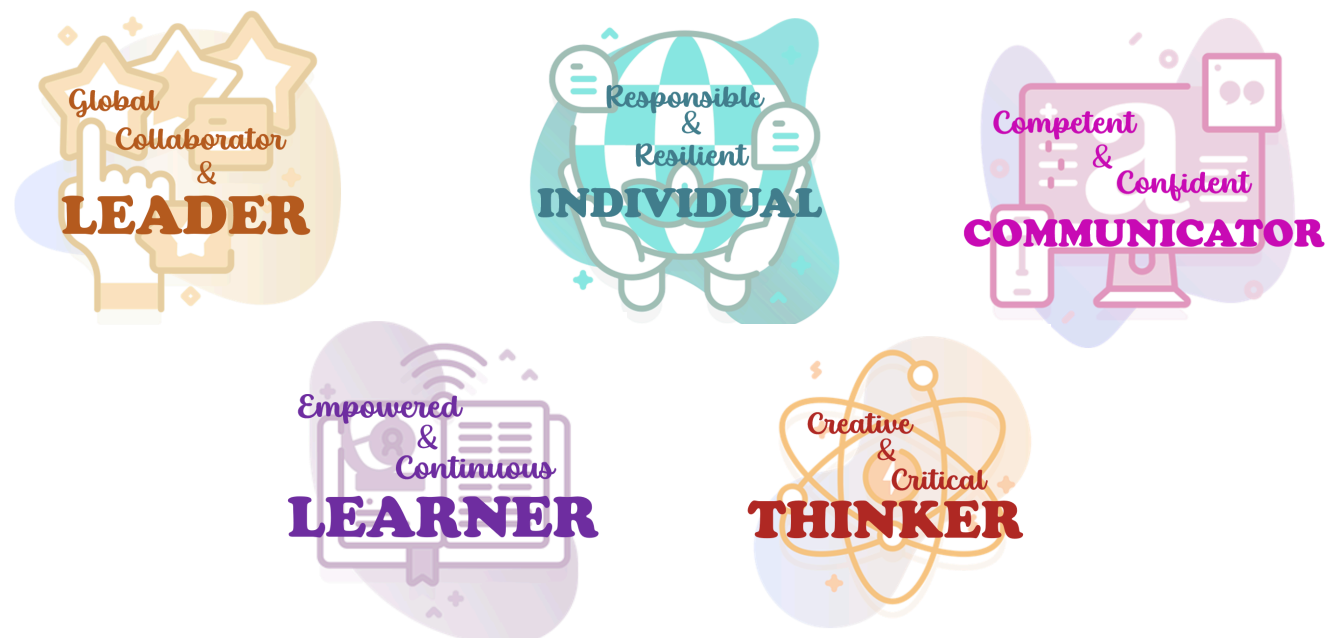 Global
Collaborator
&
LEADER
Responsible
&
Resilient
INDIVIDUAL
Competent
&
Confident
COMMUNICATOR
a
Empowered
&
Continuous
LEARNER
Creative
&
Critical
THINKER